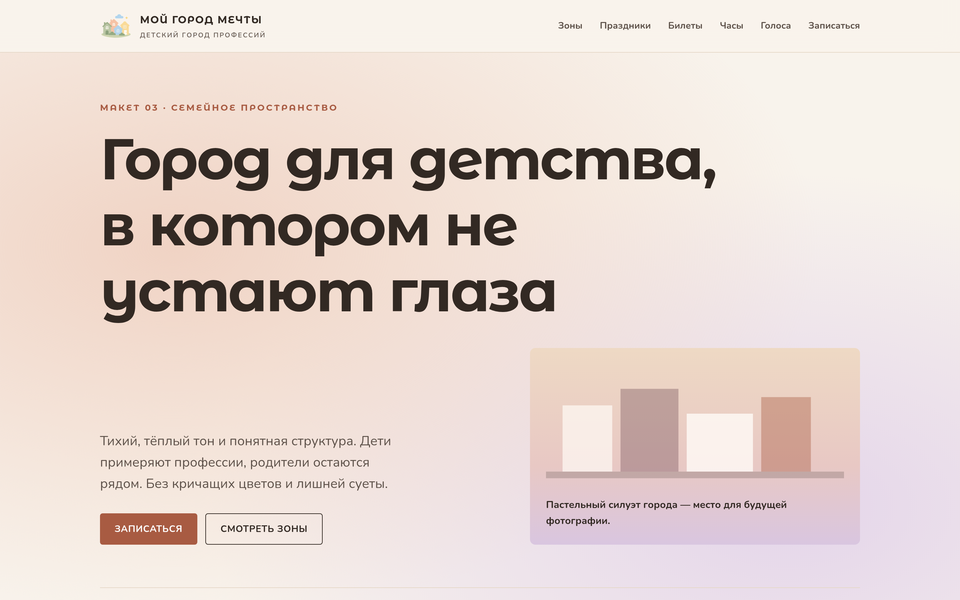 МОЙ ГОРОД МЕЧТЫ
ДЕТСКИЙ ГОРОД ПРОФЕССИЙ
Зоны Праздники Билеты Часы Голоса Записаться
МАКЕТ 03 · СЕМЕЙНОЕ ПРОСТРАНСТВО
Город для детства,
в котором не
устают глаза
Тихий, тёплый тон и понятная структура. Дети
примеряют профессии, родители остаются
рядом. Без кричащих цветов и лишней суеты.
ЗАПИСАТЬСЯ СМОТРЕТЬ ЗОНЫ
Пастельный силуэт города — место для будущей
фотографии.